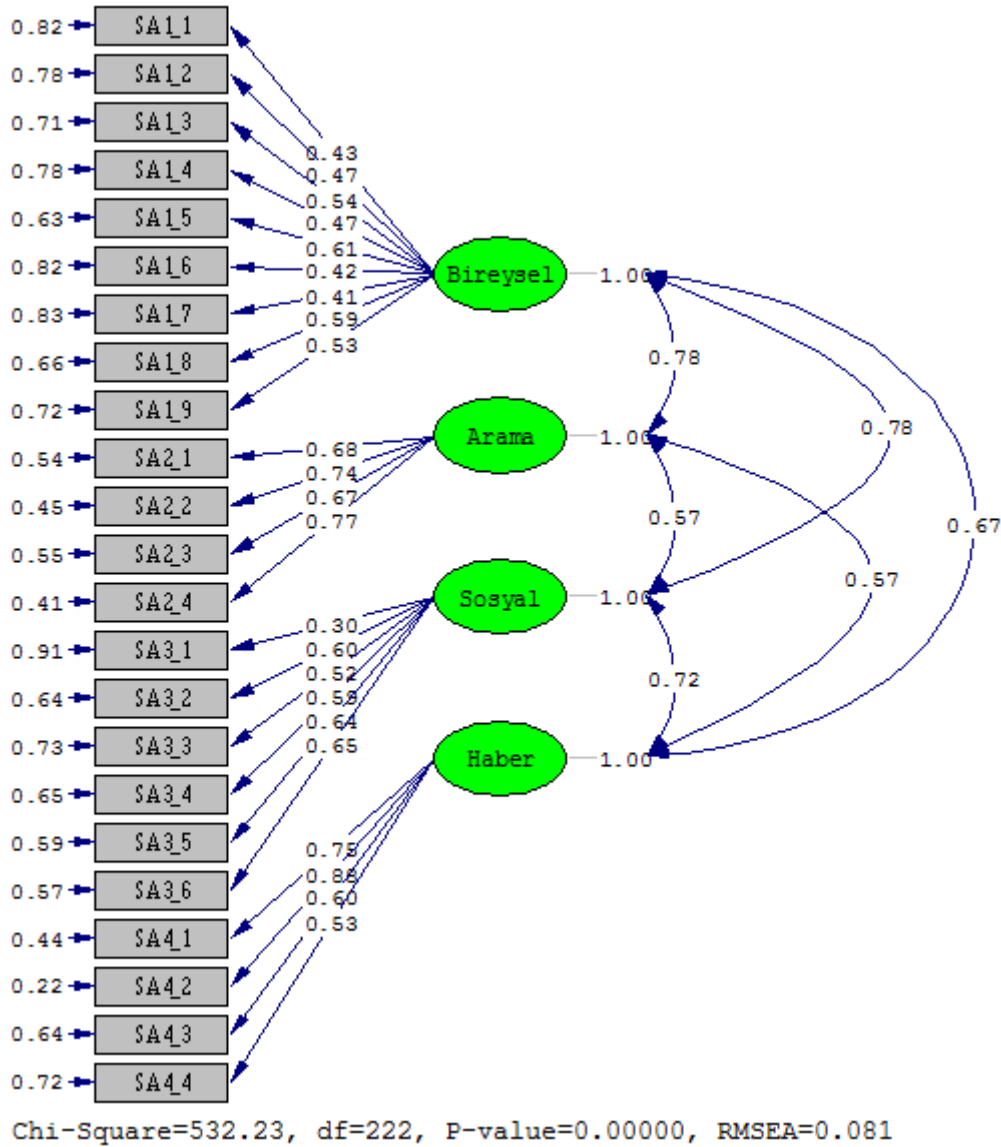 0.82 SA1_1
0.78 SA1_2
0.71 SA1_3
0.78 SA1_4
0.63 SA1_5
0.82 SA1_6
0.83 SA1_7
0.66 SA1_8
0.72 SA1_9
0.54 SA2_1
0.45 SA2_2
0.55 SA2_3
0.41 SA2_4
0.91 SA3_1
0.64 SA3_2
0.73 SA3_3
0.65 SA3_4
0.59 SA3_5
0.57 SA3_6
0.44 SA4_1
0.22 SA4_2
0.64 SA4_3
0.72 SA4_4
0.43
0.47
0.54
0.47
0.61
0.42
0.41
0.59
0.53
0.68
0.74
0.67
0.77
0.30
0.60
0.52
0.59
0.64
0.65
0.75
0.88
0.60
0.53
Bireysel 1.00
Arama 1.00
Sosyal 1.00
Haber 1.00
0.78
0.78
0.57
0.67
0.57
0.72
Chi-Square=532.23, df=222, P-value=0.00000, RMSEA=0.081